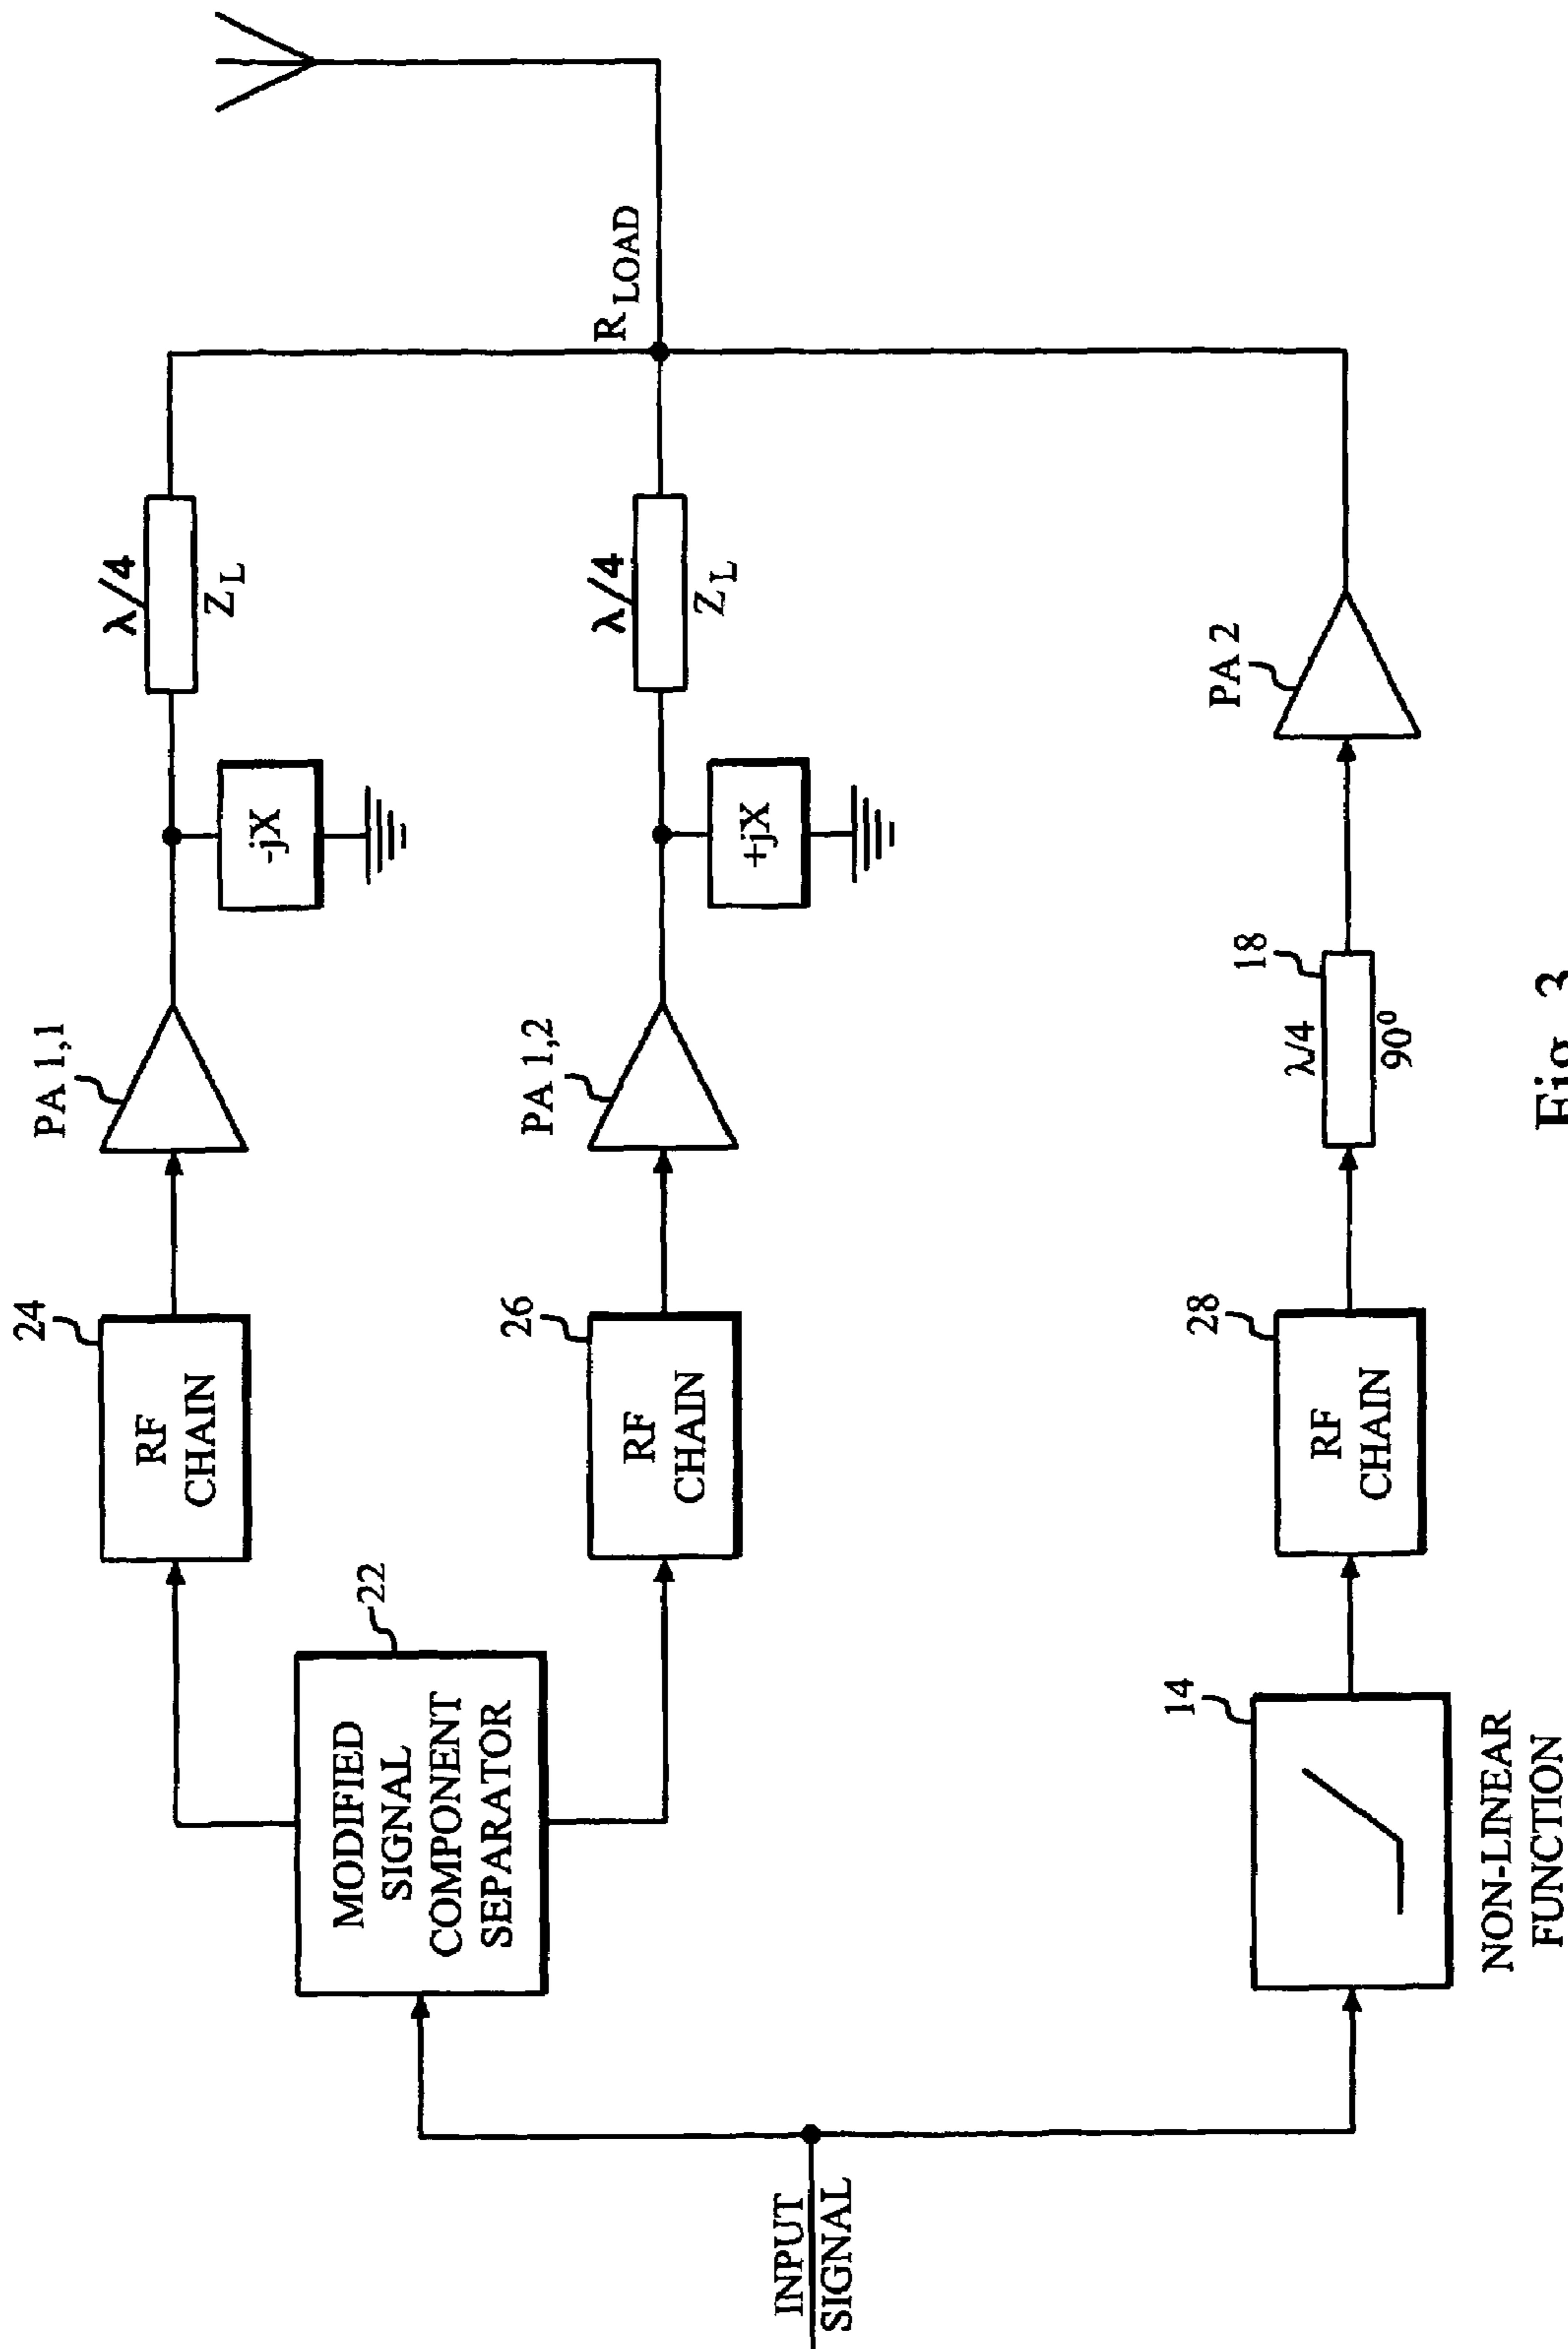 INPUT
SIGNAL
MODIFIED
SIGNAL
COMPONENT
SEPARATOR
22
24
RF
CHAIN
PA 1,1
-jX
λ/4
Z L
26
RF
CHAIN
PA 1,2
+jX
λ/4
Z L
R LOAD
14
NON-LINEAR
FUNCTION
28
RF
CHAIN
18
λ/4
90⁰
PA 2
Fig. 3